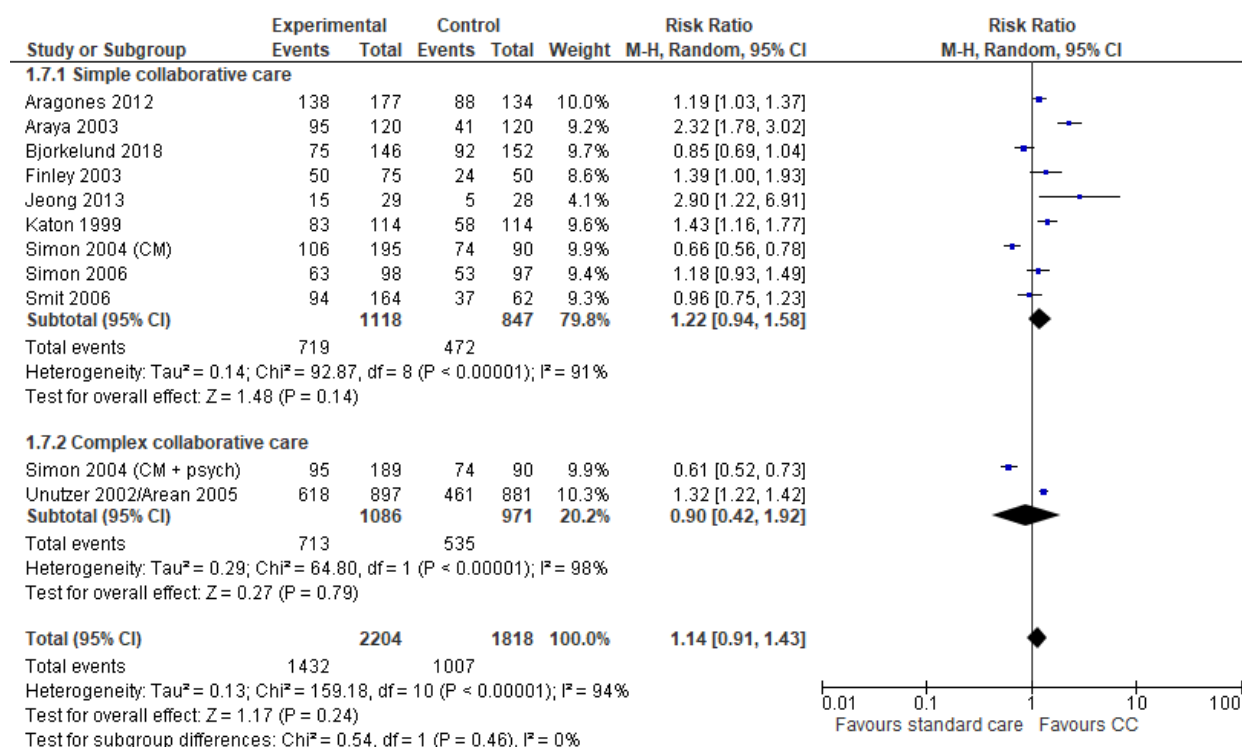 Experimental Control Risk Ratio Risk Ratio
Study or Subgroup Events Total Events Total Weight M-H, Random, 95% CI M-H, Random, 95% CI
1.7.1 Simple collaborative care
Aragones 2012 138 177 88 134 10.0% 1.19 [1.03, 1.37]
Araya 2003 95 120 41 120 9.2% 2.32 [1.78, 3.02]
Bjorkelund 2018 75 146 92 152 9.7% 0.85 [0.69, 1.04]
Finley 2003 50 75 24 50 8.6% 1.39 [1.00, 1.93]
Jeong 2013 15 29 5 28 4.1% 2.90 [1.22, 6.91]
Katon 1999 83 114 58 114 9.6% 1.43 [1.16, 1.77]
Simon 2004 (CM) 106 195 74 90 9.9% 0.66 [0.56, 0.78]
Simon 2006 63 98 53 97 9.4% 1.18 [0.93, 1.49]
Smit 2006 94 164 37 62 9.3% 0.96 [0.75, 1.23]
Subtotal (95% CI) 1118 847 79.8% 1.22 [0.94, 1.58]
Total events 719 472
Heterogeneity: Tau² = 0.14; Chi² = 92.87, df = 8 (P < 0.00001); I² = 91%
Test for overall effect: Z = 1.48 (P = 0.14)
1.7.2 Complex collaborative care
Simon 2004 (CM + psych) 95 189 74 90 9.9% 0.61 [0.52, 0.73]
Unutzer 2002/Arean 2005 618 897 461 881 10.3% 1.32 [1.22, 1.42]
Subtotal (95% CI) 1086 971 20.2% 0.90 [0.42, 1.92]
Total events 713 535
Heterogeneity: Tau² = 0.29; Chi² = 64.80, df = 1 (P < 0.00001); I² = 98%
Test for overall effect: Z = 0.27 (P = 0.79)
Total (95% CI) 2204 1818 100.0% 1.14 [0.91, 1.43]
Total events 1432 1007
Heterogeneity: Tau² = 0.13; Chi² = 159.18, df = 10 (P < 0.00001); I² = 94%
Test for overall effect: Z = 1.17 (P = 0.24)
Test for subgroup differences: Chi² = 0.54, df = 1 (P = 0.46), I² = 0%
0.01 0.1 1 10 100
Favours standard care Favours CC